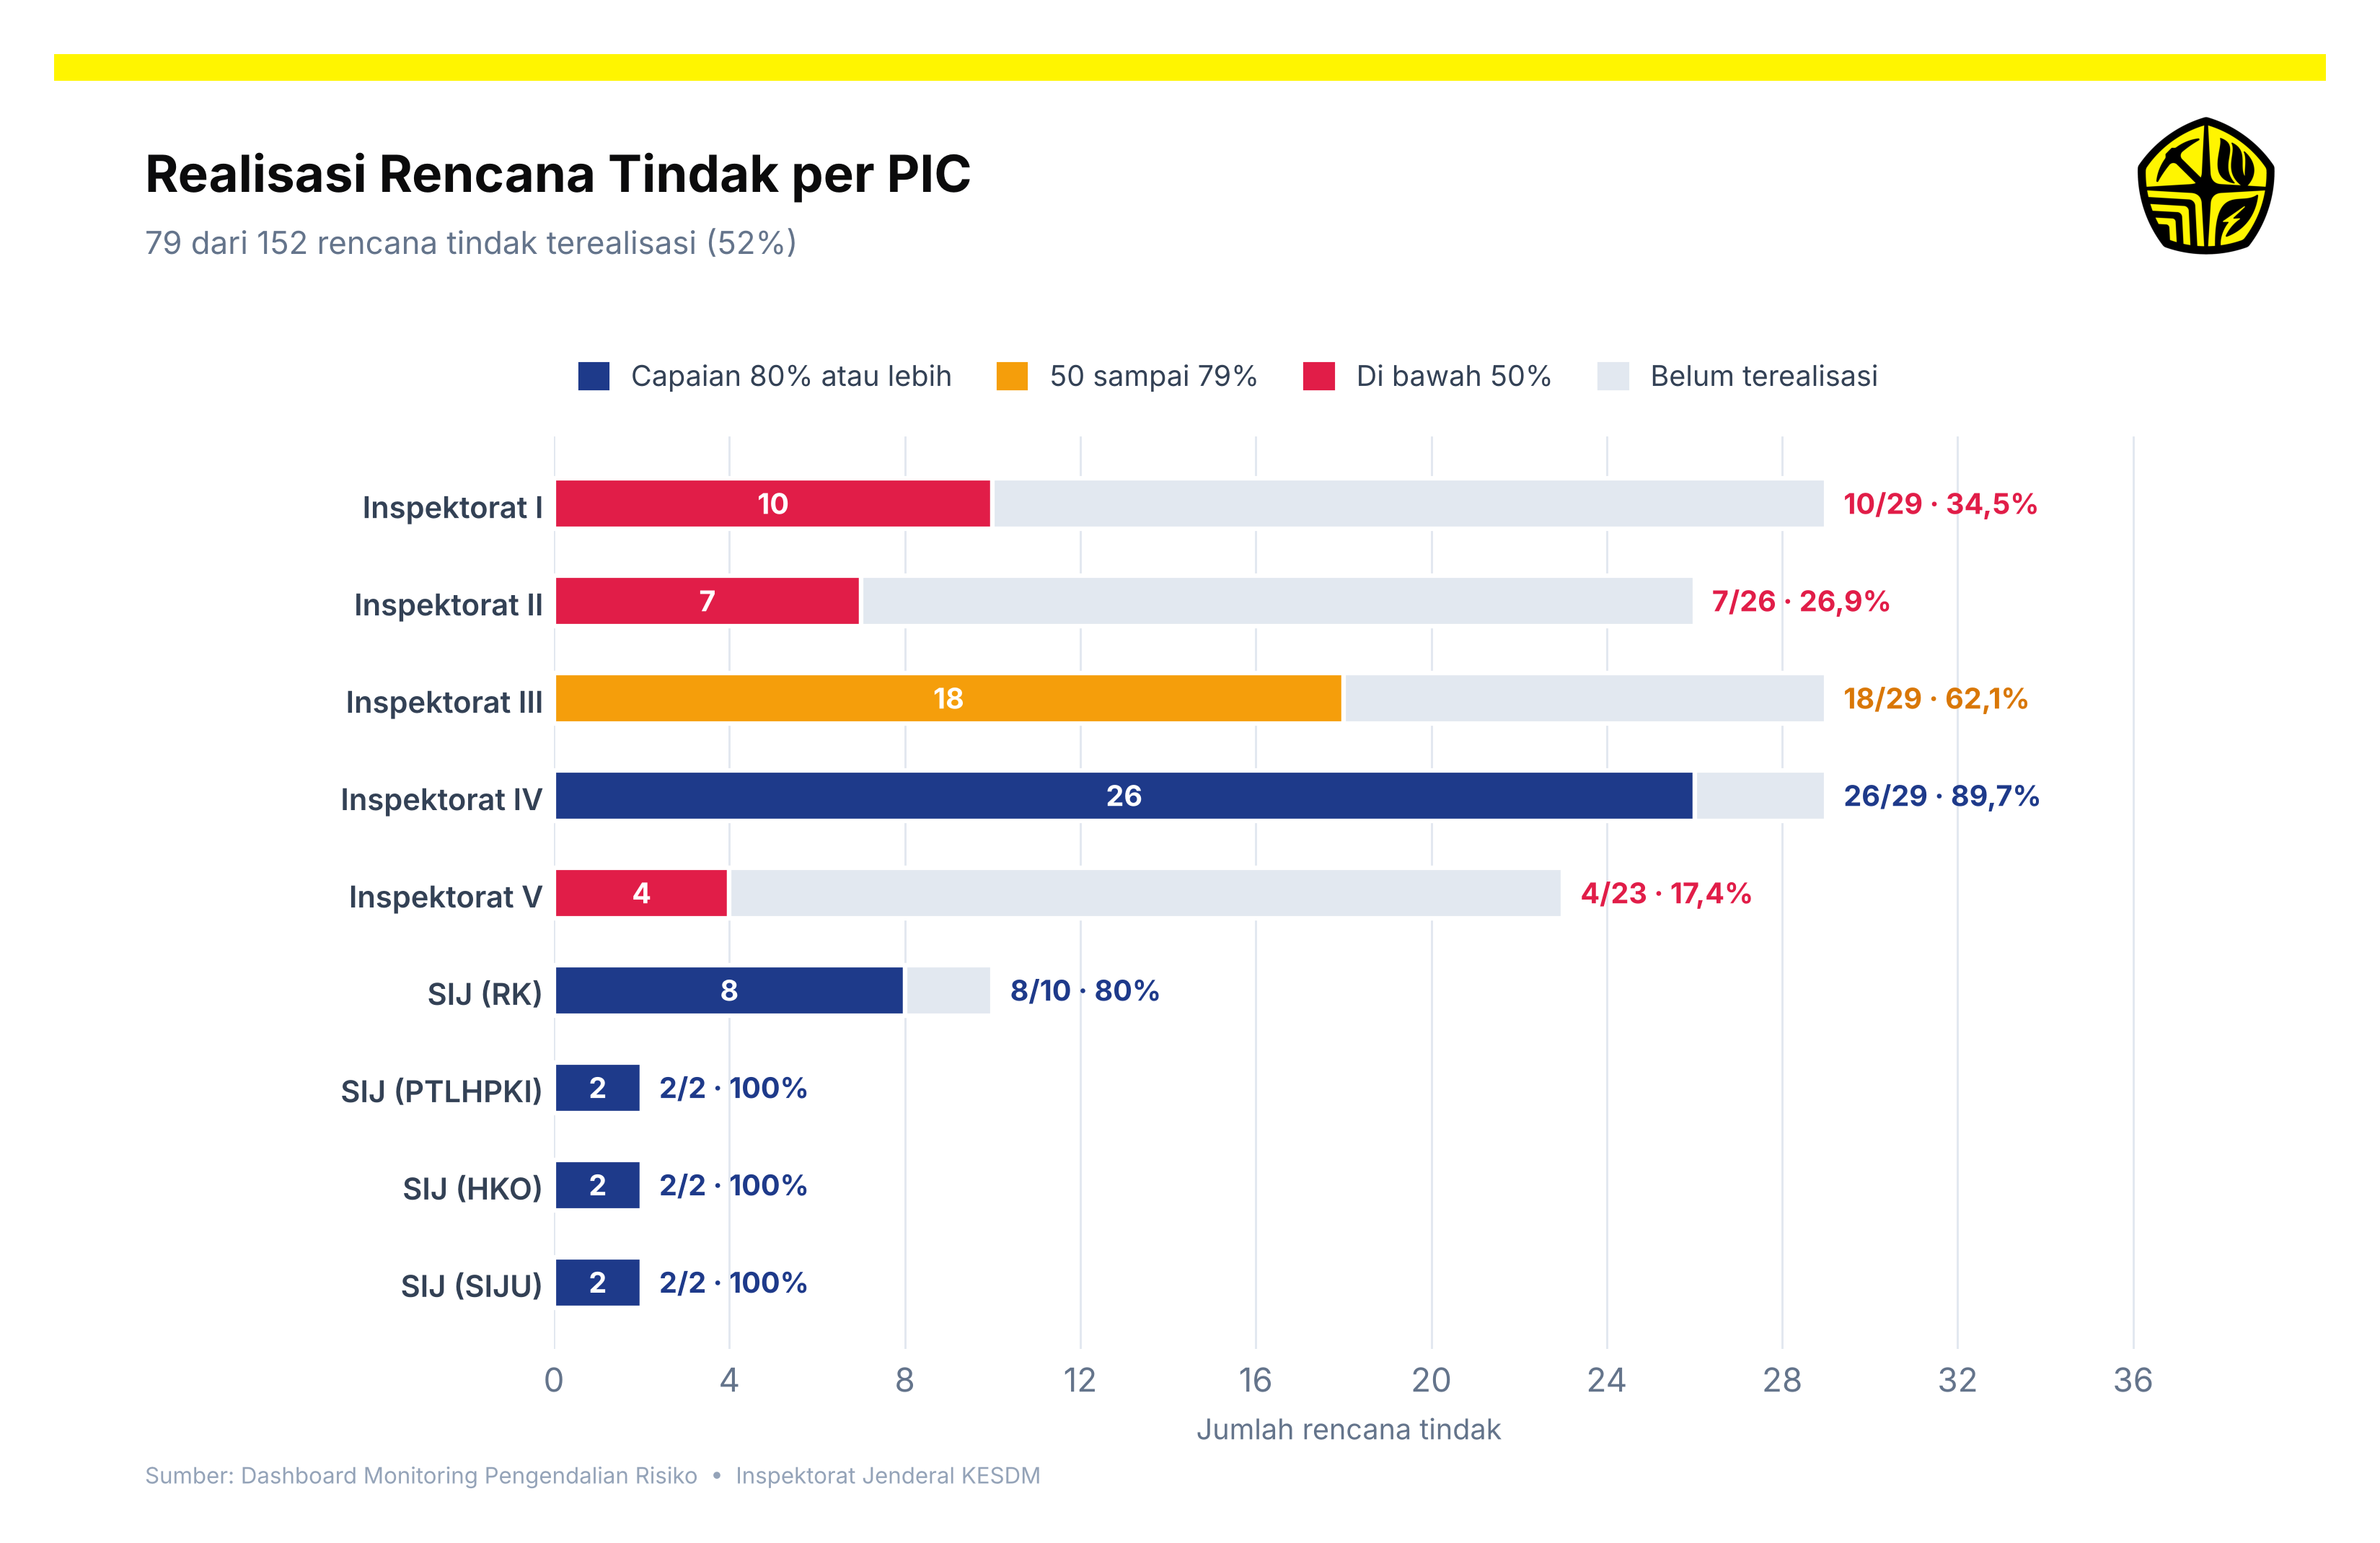 Realisasi Rencana Tindak per PIC
79 dari 152 rencana tindak terealisasi (52%)
Capaian 80% atau lebih
50 sampai 79%
Di bawah 50%
Belum terealisasi
Inspektorat I 10 10/29 · 34,5%
Inspektorat II 7 7/26 · 26,9%
Inspektorat III 18 18/29 · 62,1%
Inspektorat IV 26 26/29 · 89,7%
Inspektorat V 4 4/23 · 17,4%
SIJ (RK) 8 8/10 · 80%
SIJ (PTLHPKI) 2 2/2 · 100%
SIJ (HKO) 2 2/2 · 100%
SIJ (SIJU) 2 2/2 · 100%
0 4 8 12 16 20 24 28 32 36
Jumlah rencana tindak
Sumber: Dashboard Monitoring Pengendalian Risiko • Inspektorat Jenderal KESDM